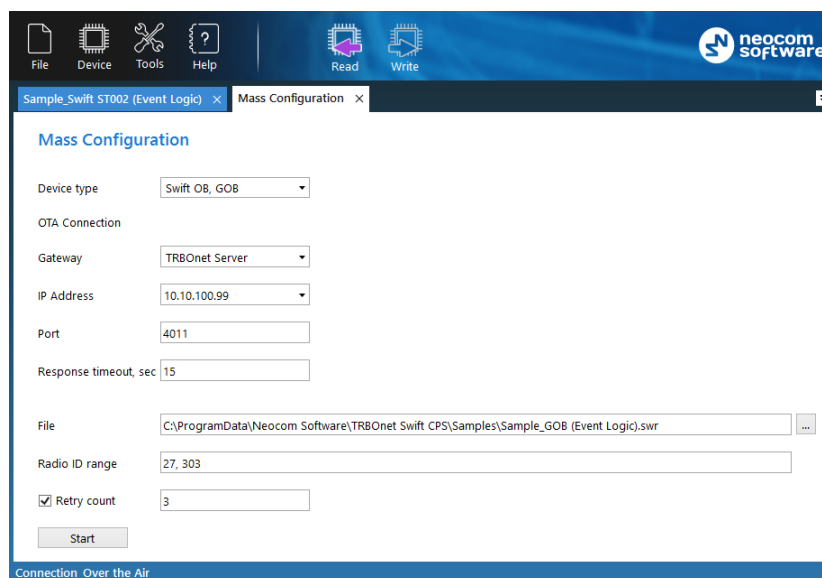 File Device Tools Help Read Write
neocom
software
Sample_Swift ST002 (Event Logic) × Mass Configuration ×
Mass Configuration
Device type Swift OB, GOB
OTA Connection
Gateway TRBOnet Server
IP Address 10.10.100.99
Port 4011
Response timeout, sec 15
File C:\ProgramData\Neocom Software\TRBOnet Swift CPS\Samples\Sample_GOB (Event Logic).swr ...
Radio ID range 27, 303
Retry count 3
Start
Connection Over the Air